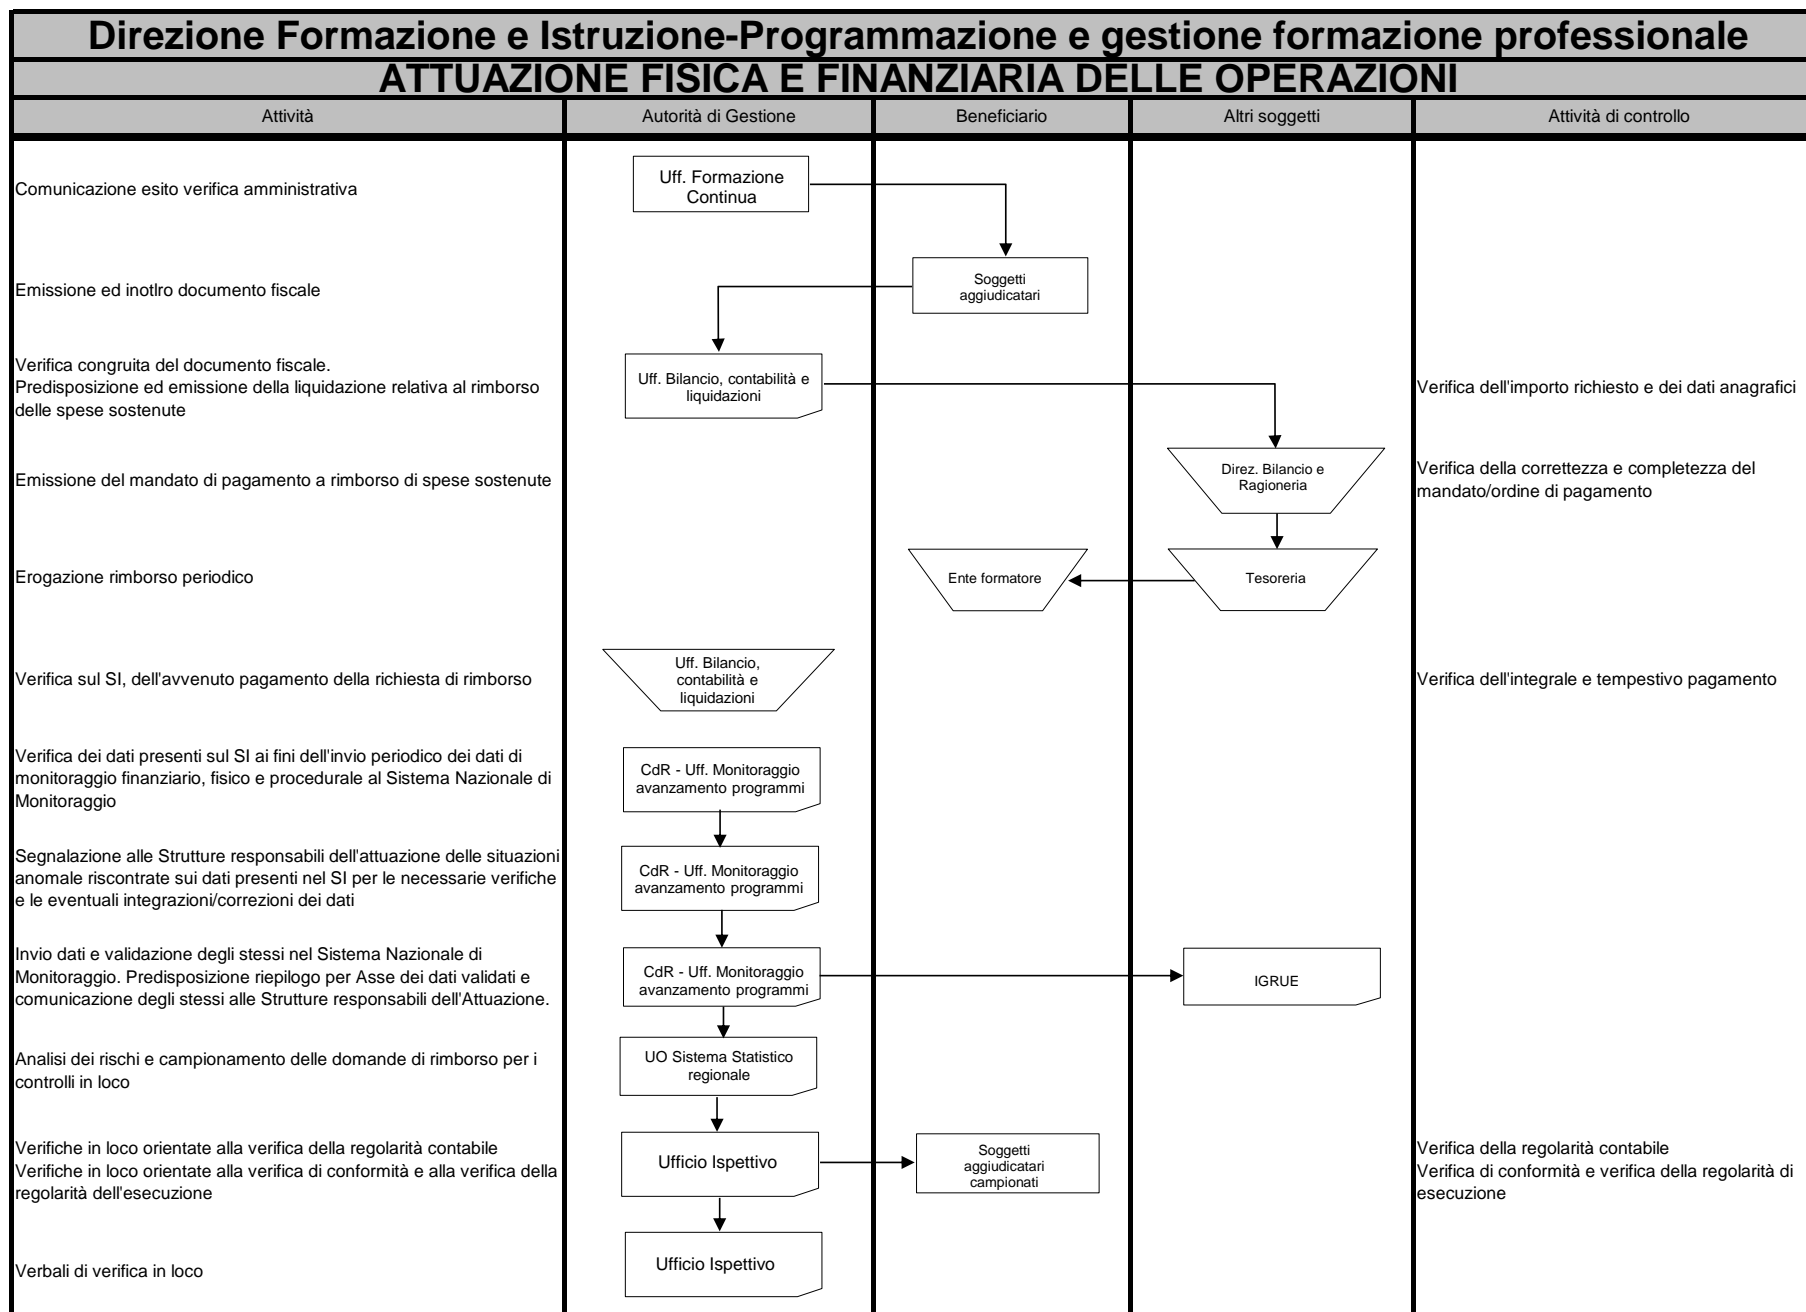 Direzione Formazione e Istruzione-Programmazione e gestione formazione professionale
ATTUAZIONE FISICA E FINANZIARIA DELLE OPERAZIONI
Attività
Autorità di Gestione
Beneficiario
Altri soggetti
Attività di controllo
Comunicazione esito verifica amministrativa
Uff. Formazione
Continua
Emissione ed inotlro documento fiscale
Soggetti
aggiudicatari
Verifica congruita del documento fiscale.
Predisposizione ed emissione della liquidazione relativa al rimborso
delle spese sostenute
Uff. Bilancio, contabilità e
liquidazioni
Verifica dell'importo richiesto e dei dati anagrafici
Emissione del mandato di pagamento a rimborso di spese sostenute
Direz. Bilancio e
Ragioneria
Verifica della correttezza e completezza del
mandato/ordine di pagamento
Erogazione rimborso periodico
Ente formatore
Tesoreria
Verifica sul SI, dell'avvenuto pagamento della richiesta di rimborso
Uff. Bilancio,
contabilità e
liquidazioni
Verifica dell'integrale e tempestivo pagamento
Verifica dei dati presenti sul SI ai fini dell'invio periodico dei dati di
monitoraggio finanziario, fisico e procedurale al Sistema Nazionale di
Monitoraggio
CdR - Uff. Monitoraggio
avanzamento programmi
Segnalazione alle Strutture responsabili dell'attuazione delle situazioni
anomale riscontrate sui dati presenti nel SI per le necessarie verifiche
e le eventuali integrazioni/correzioni dei dati
CdR - Uff. Monitoraggio
avanzamento programmi
Invio dati e validazione degli stessi nel Sistema Nazionale di
Monitoraggio. Predisposizione riepilogo per Asse dei dati validati e
comunicazione degli stessi alle Strutture responsabili dell'Attuazione.
CdR - Uff. Monitoraggio
avanzamento programmi
IGRUE
Analisi dei rischi e campionamento delle domande di rimborso per i
controlli in loco
UO Sistema Statistico
regionale
Verifiche in loco orientate alla verifica della regolarità contabile
Verifiche in loco orientate alla verifica di conformità e alla verifica della
regolarità dell'esecuzione
Ufficio Ispettivo
Soggetti
aggiudicatari
campionati
Verifica della regolarità contabile
Verifica di conformità e verifica della regolarità di
esecuzione
Verbali di verifica in loco
Ufficio Ispettivo